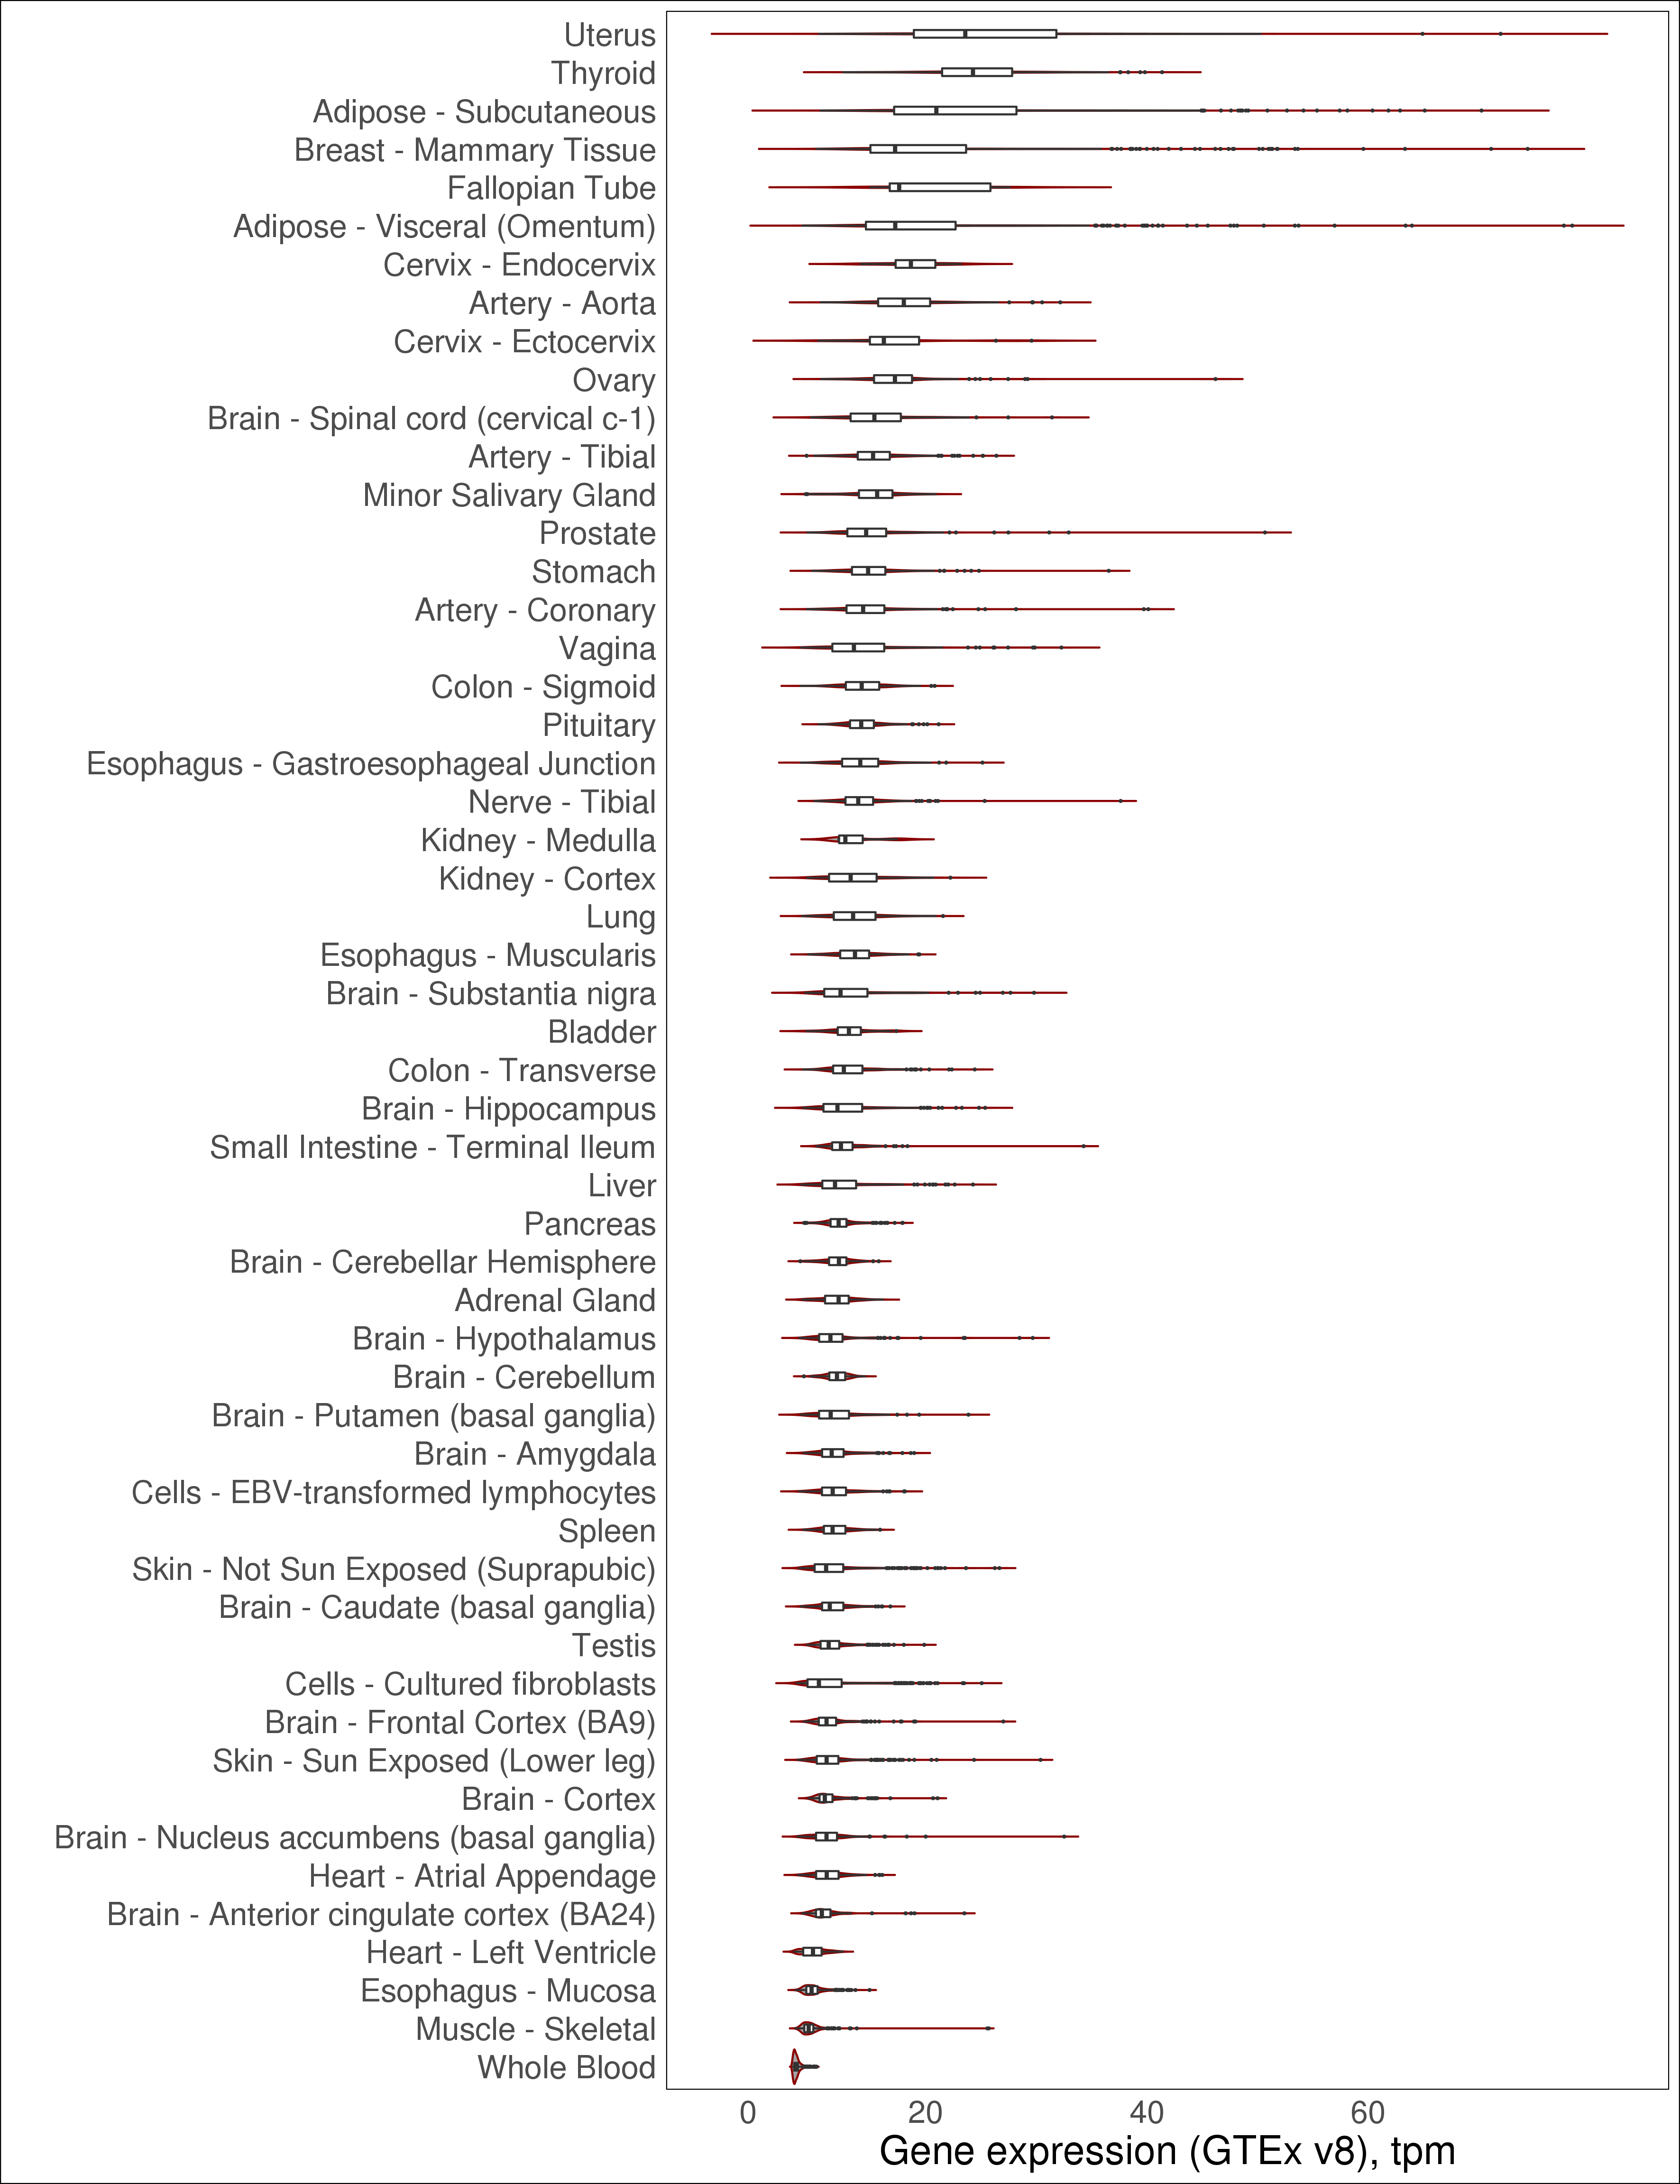 Uterus
Thyroid
Adipose - Subcutaneous
Breast - Mammary Tissue
Fallopian Tube
Adipose - Visceral (Omentum)
Cervix - Endocervix
Artery - Aorta
Cervix - Ectocervix
Ovary
Brain - Spinal cord (cervical c-1)
Artery - Tibial
Minor Salivary Gland
Prostate
Stomach
Artery - Coronary
Vagina
Colon - Sigmoid
Pituitary
Esophagus - Gastroesophageal Junction
Nerve - Tibial
Kidney - Medulla
Kidney - Cortex
Lung
Esophagus - Muscularis
Brain - Substantia nigra
Bladder
Colon - Transverse
Brain - Hippocampus
Small Intestine - Terminal Ileum
Liver
Pancreas
Brain - Cerebellar Hemisphere
Adrenal Gland
Brain - Hypothalamus
Brain - Cerebellum
Brain - Putamen (basal ganglia)
Brain - Amygdala
Cells - EBV-transformed lymphocytes
Spleen
Skin - Not Sun Exposed (Suprapubic)
Brain - Caudate (basal ganglia)
Testis
Cells - Cultured fibroblasts
Brain - Frontal Cortex (BA9)
Skin - Sun Exposed (Lower leg)
Brain - Cortex
Brain - Nucleus accumbens (basal ganglia)
Heart - Atrial Appendage
Brain - Anterior cingulate cortex (BA24)
Heart - Left Ventricle
Esophagus - Mucosa
Muscle - Skeletal
Whole Blood
0 20 40 60
Gene expression (GTEx v8), tpm